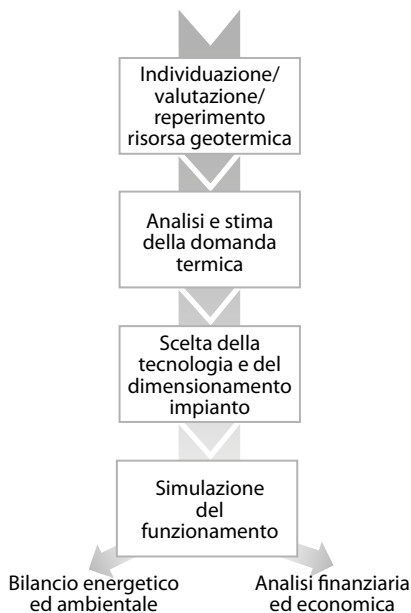 Individuazione/
valutazione/
reperimento
risorsa geotermica
Analisi e stima
della domanda
termica
Scelta della
tecnologia e del
dimensionamento
impianto
Simulazione
del
funzionamento
Bilancio energetico
ed ambientale
Analisi finanziaria
ed economica